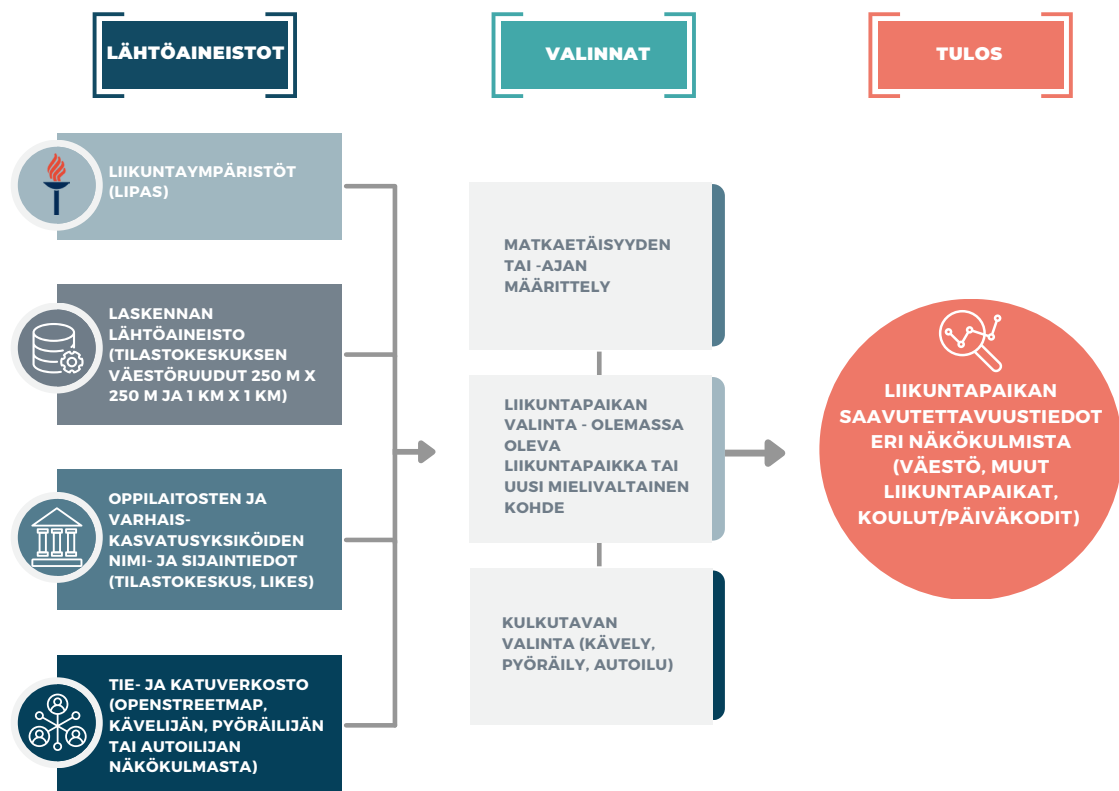 LÄHTÖAINEISTOT
VALINNAT
TULOS
LIIKUNTAYMPÄRISTÖT
(LIPAS)
LASKENNAN
LÄHTÖAINEISTO
(TILASTOKESKUKSEN
VÄESTÖRUUDUT 250 M X
250 M JA 1 KM X 1 KM)
OPPILAITOSTEN JA
VARHAIS-
KASVATUSYKSIKÖIDEN
NIMI- JA SIJAINTIEDOT
(TILASTOKESKUS, LIKES)
TIE- JA KATUVERKOSTO
(OPENSTREETMAP,
KÄVELIJÄN, PYÖRÄILIJÄN
TAI AUTOILIJAN
NÄKÖKULMASTA)
MATKAETÄISYYDEN
TAI -AJAN
MÄÄRITTELY
LIIKUNTAPAIKAN
VALINTA - OLEMASSA
OLEVA
LIIKUNTAPAIKKA TAI
UUSI MIELIVALTAINEN
KOHDE
KULKUTAVAN
VALINTA (KÄVELY,
PYÖRÄILY, AUTOILU)
LIIKUNTAPAIKAN
SAAVUTETTAVUUSTIEDOT
ERI NÄKÖKULMISTA
(VÄESTÖ, MUUT
LIIKUNTAPAIKAT,
KOULUT/PÄIVÄKODIT)